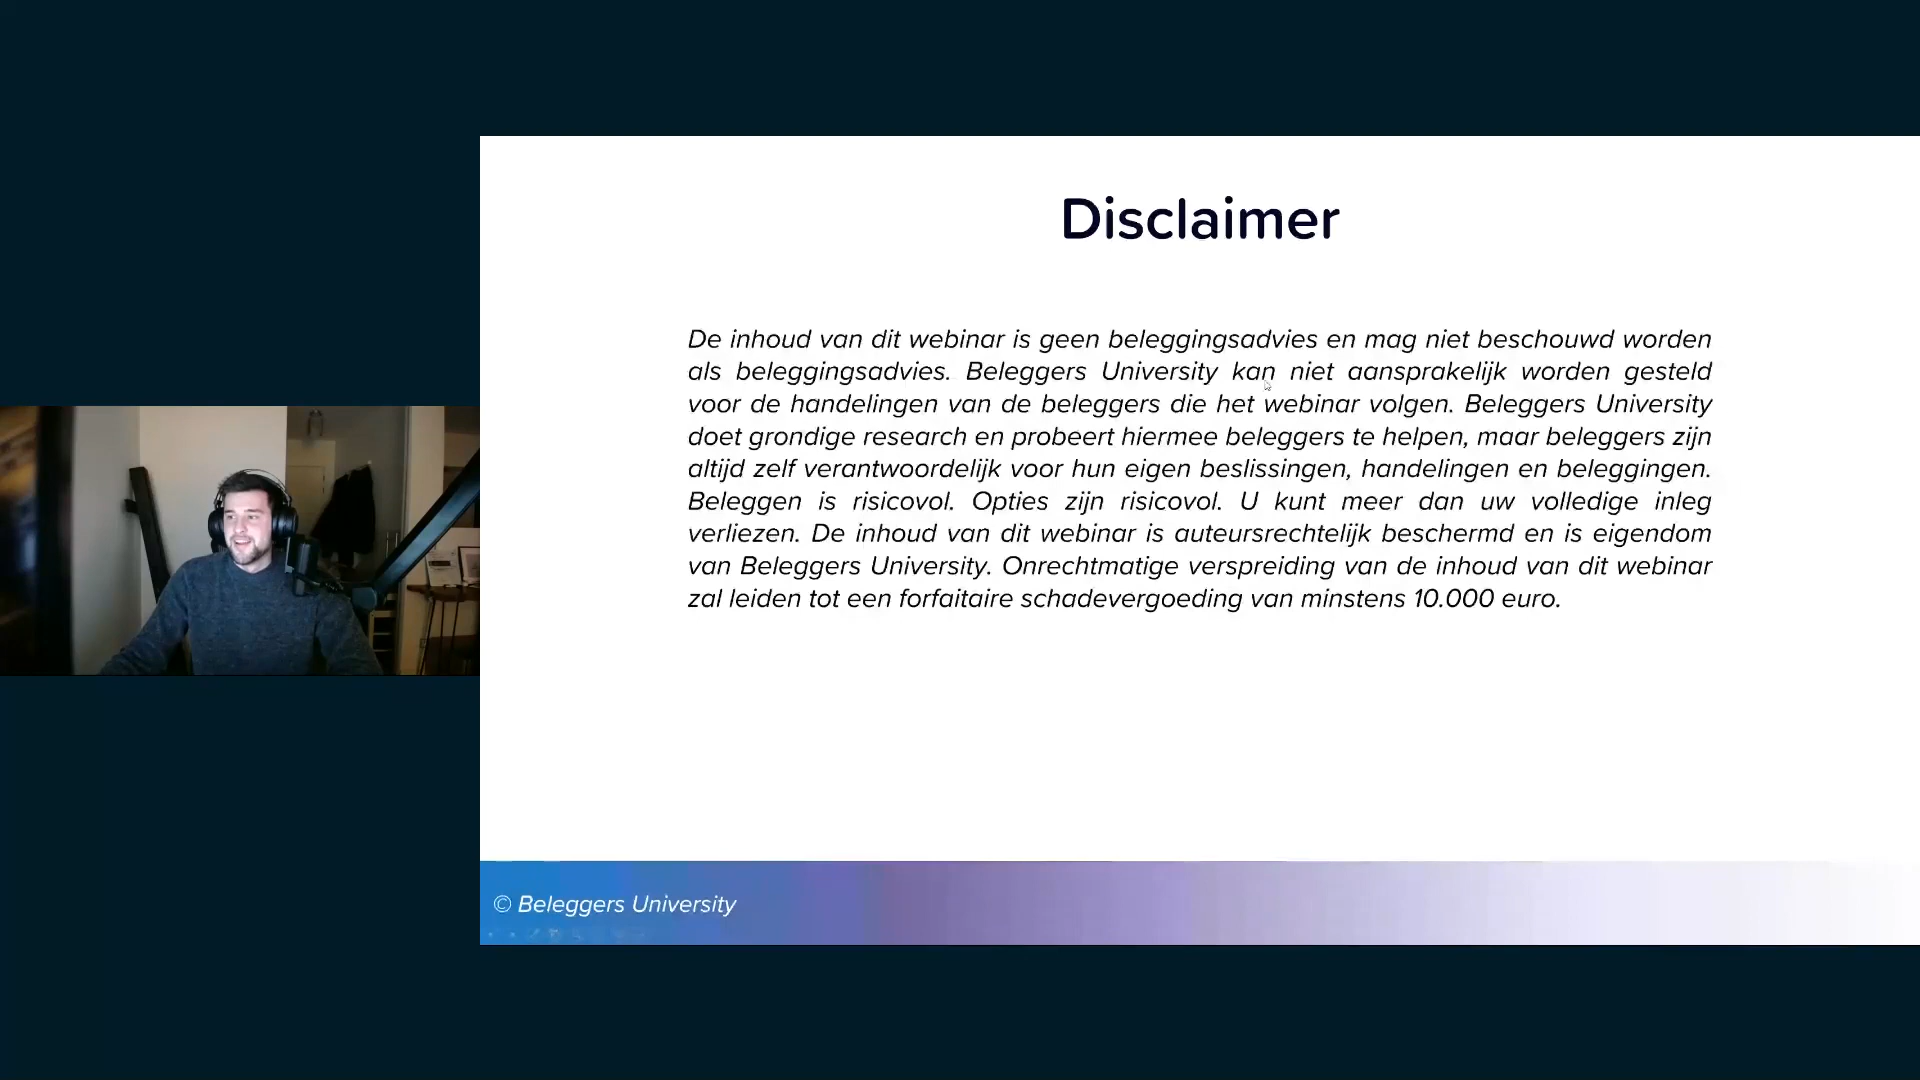 Disclaimer
De inhoud van dit webinar is geen beleggingsadvies en mag niet beschouwd worden
als beleggingsadvies. Beleggers University kan niet aansprakelijk worden gesteld
voor de handelingen van de beleggers die het webinar volgen. Beleggers University
doet grondige research en probeert hiermee beleggers te helpen, maar beleggers zijn
altijd zelf verantwoordelijk voor hun eigen beslissingen, handelingen en beleggingen.
Beleggen is risicovol. Opties zijn risicovol. U kunt meer dan uw volledige inleg
verliezen. De inhoud van dit webinar is auteursrechtelijk beschermd en is eigendom
van Beleggers University. Onrechtmatige verspreiding van de inhoud van dit webinar
zal leiden tot een forfaitaire schadevergoeding van minstens 10.000 euro.
© Beleggers University